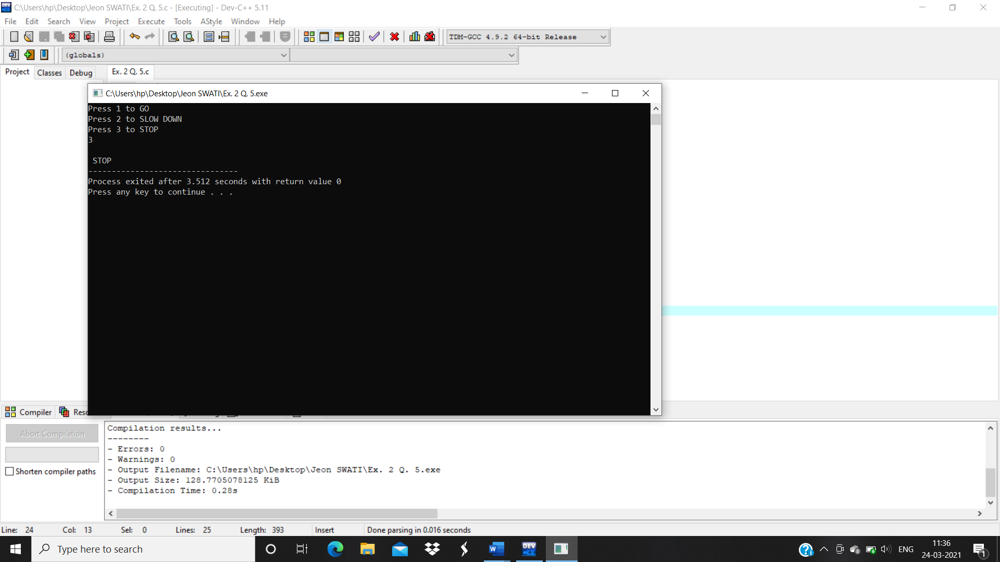 C:\Users\hp\Desktop\Jeon SWATI\Ex. 2 Q. 5.c - [Executing] - Dev-C++ 5.11
File Edit Search View Project Execute Tools AStyle Window Help
TDM-GCC 4.9.2 64-bit Release
(globals)
Project Classes Debug
Ex. 2 Q. 5.c
C:\Users\hp\Desktop\Jeon SWATI\Ex. 2 Q. 5.exe
Press 1 to GO
Press 2 to SLOW DOWN
Press 3 to STOP
3
STOP
--------------------------------
Process exited after 3.512 seconds with return value 0
Press any key to continue . . .
Compiler
Abort Compilation
Shorten compiler paths
Compilation results...
--------
- Errors: 0
- Warnings: 0
- Output Filename: C:\Users\hp\Desktop\Jeon SWATI\Ex. 2 Q. 5.exe
- Output Size: 128.7705078125 KiB
- Compilation Time: 0.28s
Line: 24 Col: 13 Sel: 0 Lines: 25 Length: 393 Insert Done parsing in 0.016 seconds
Type here to search
DEV C++
ENG
11:36
24-03-2021
1